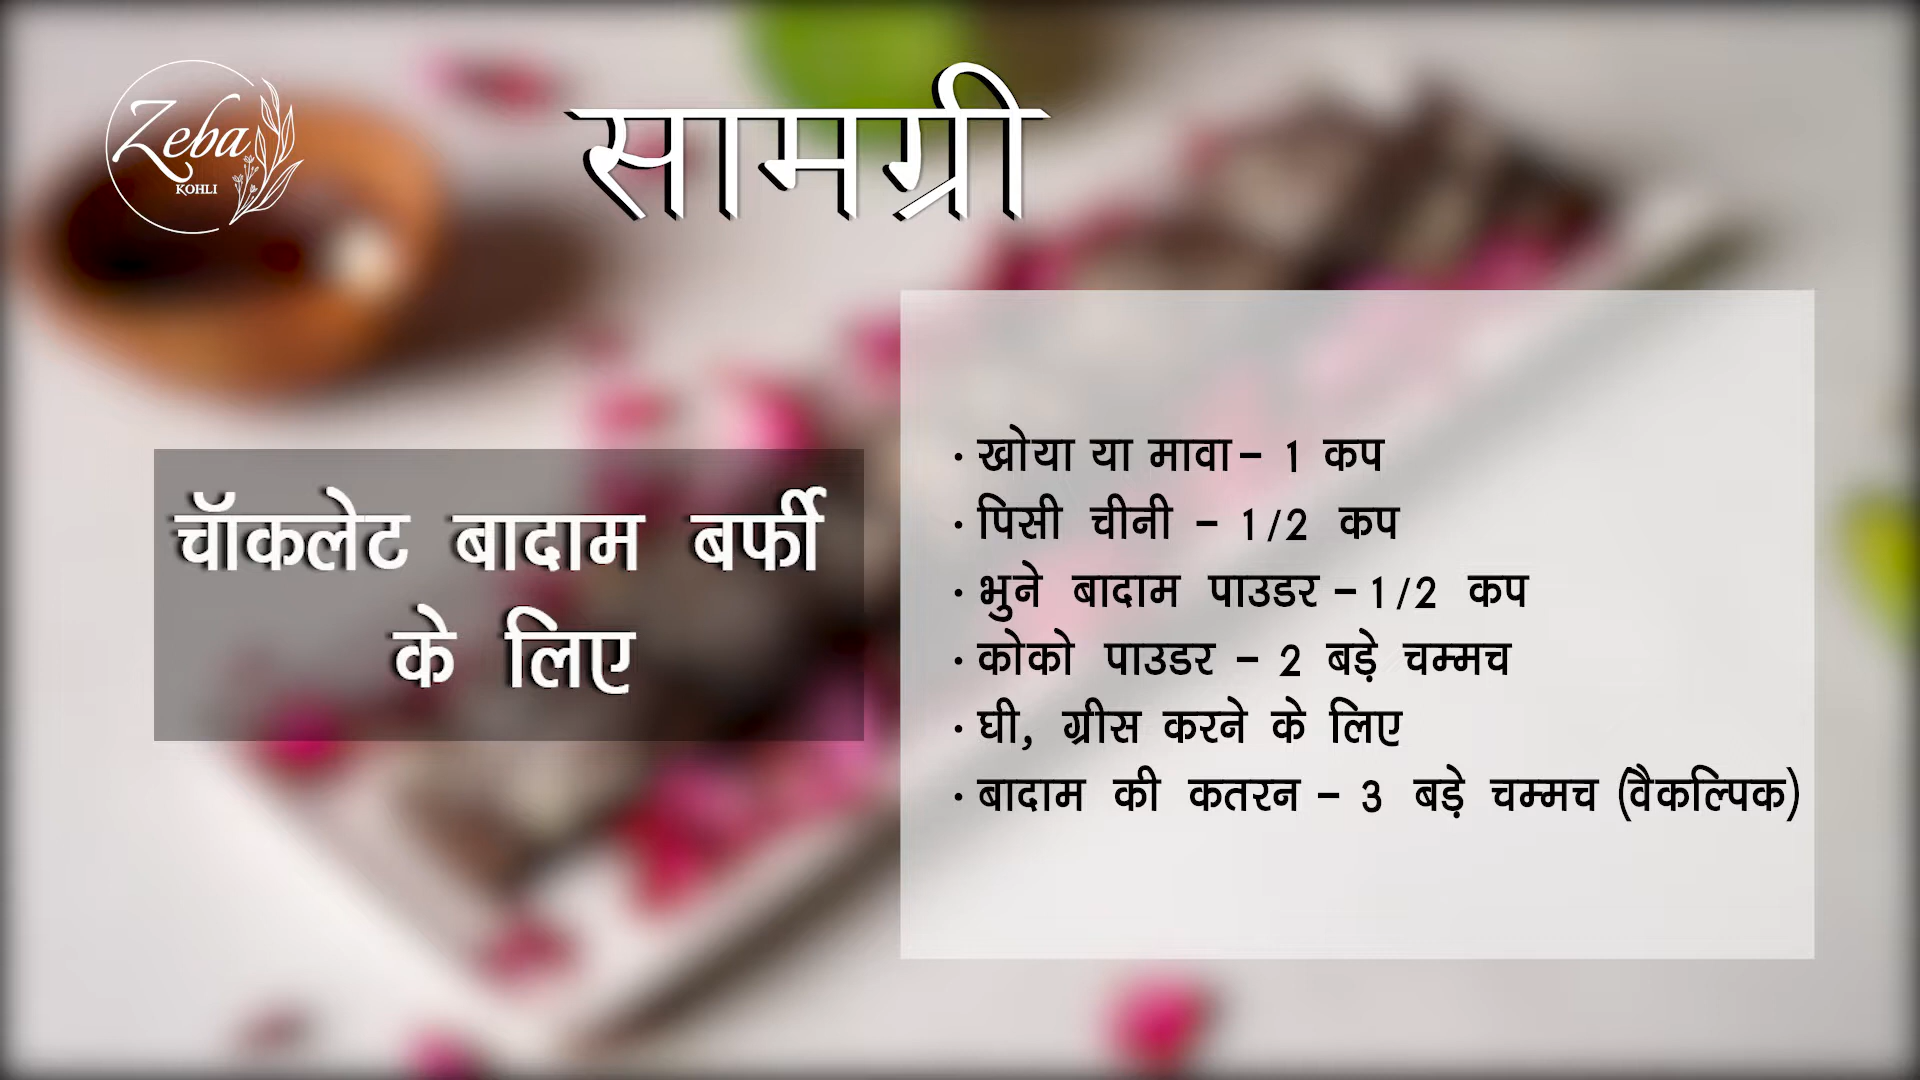 Zeba
KOHLI
सामग्री
चॉकलेट बादाम बर्फी
के लिए
· खोया या मावा - 1 कप
· पिसी चीनी - 1/2 कप
· भुने बादाम पाउडर - 1/2 कप
· कोको पाउडर - 2 बड़े चम्मच
· घी, ग्रीस करने के लिए
· बादाम की कतरन - 3 बड़े चम्मच (वैकल्पिक)